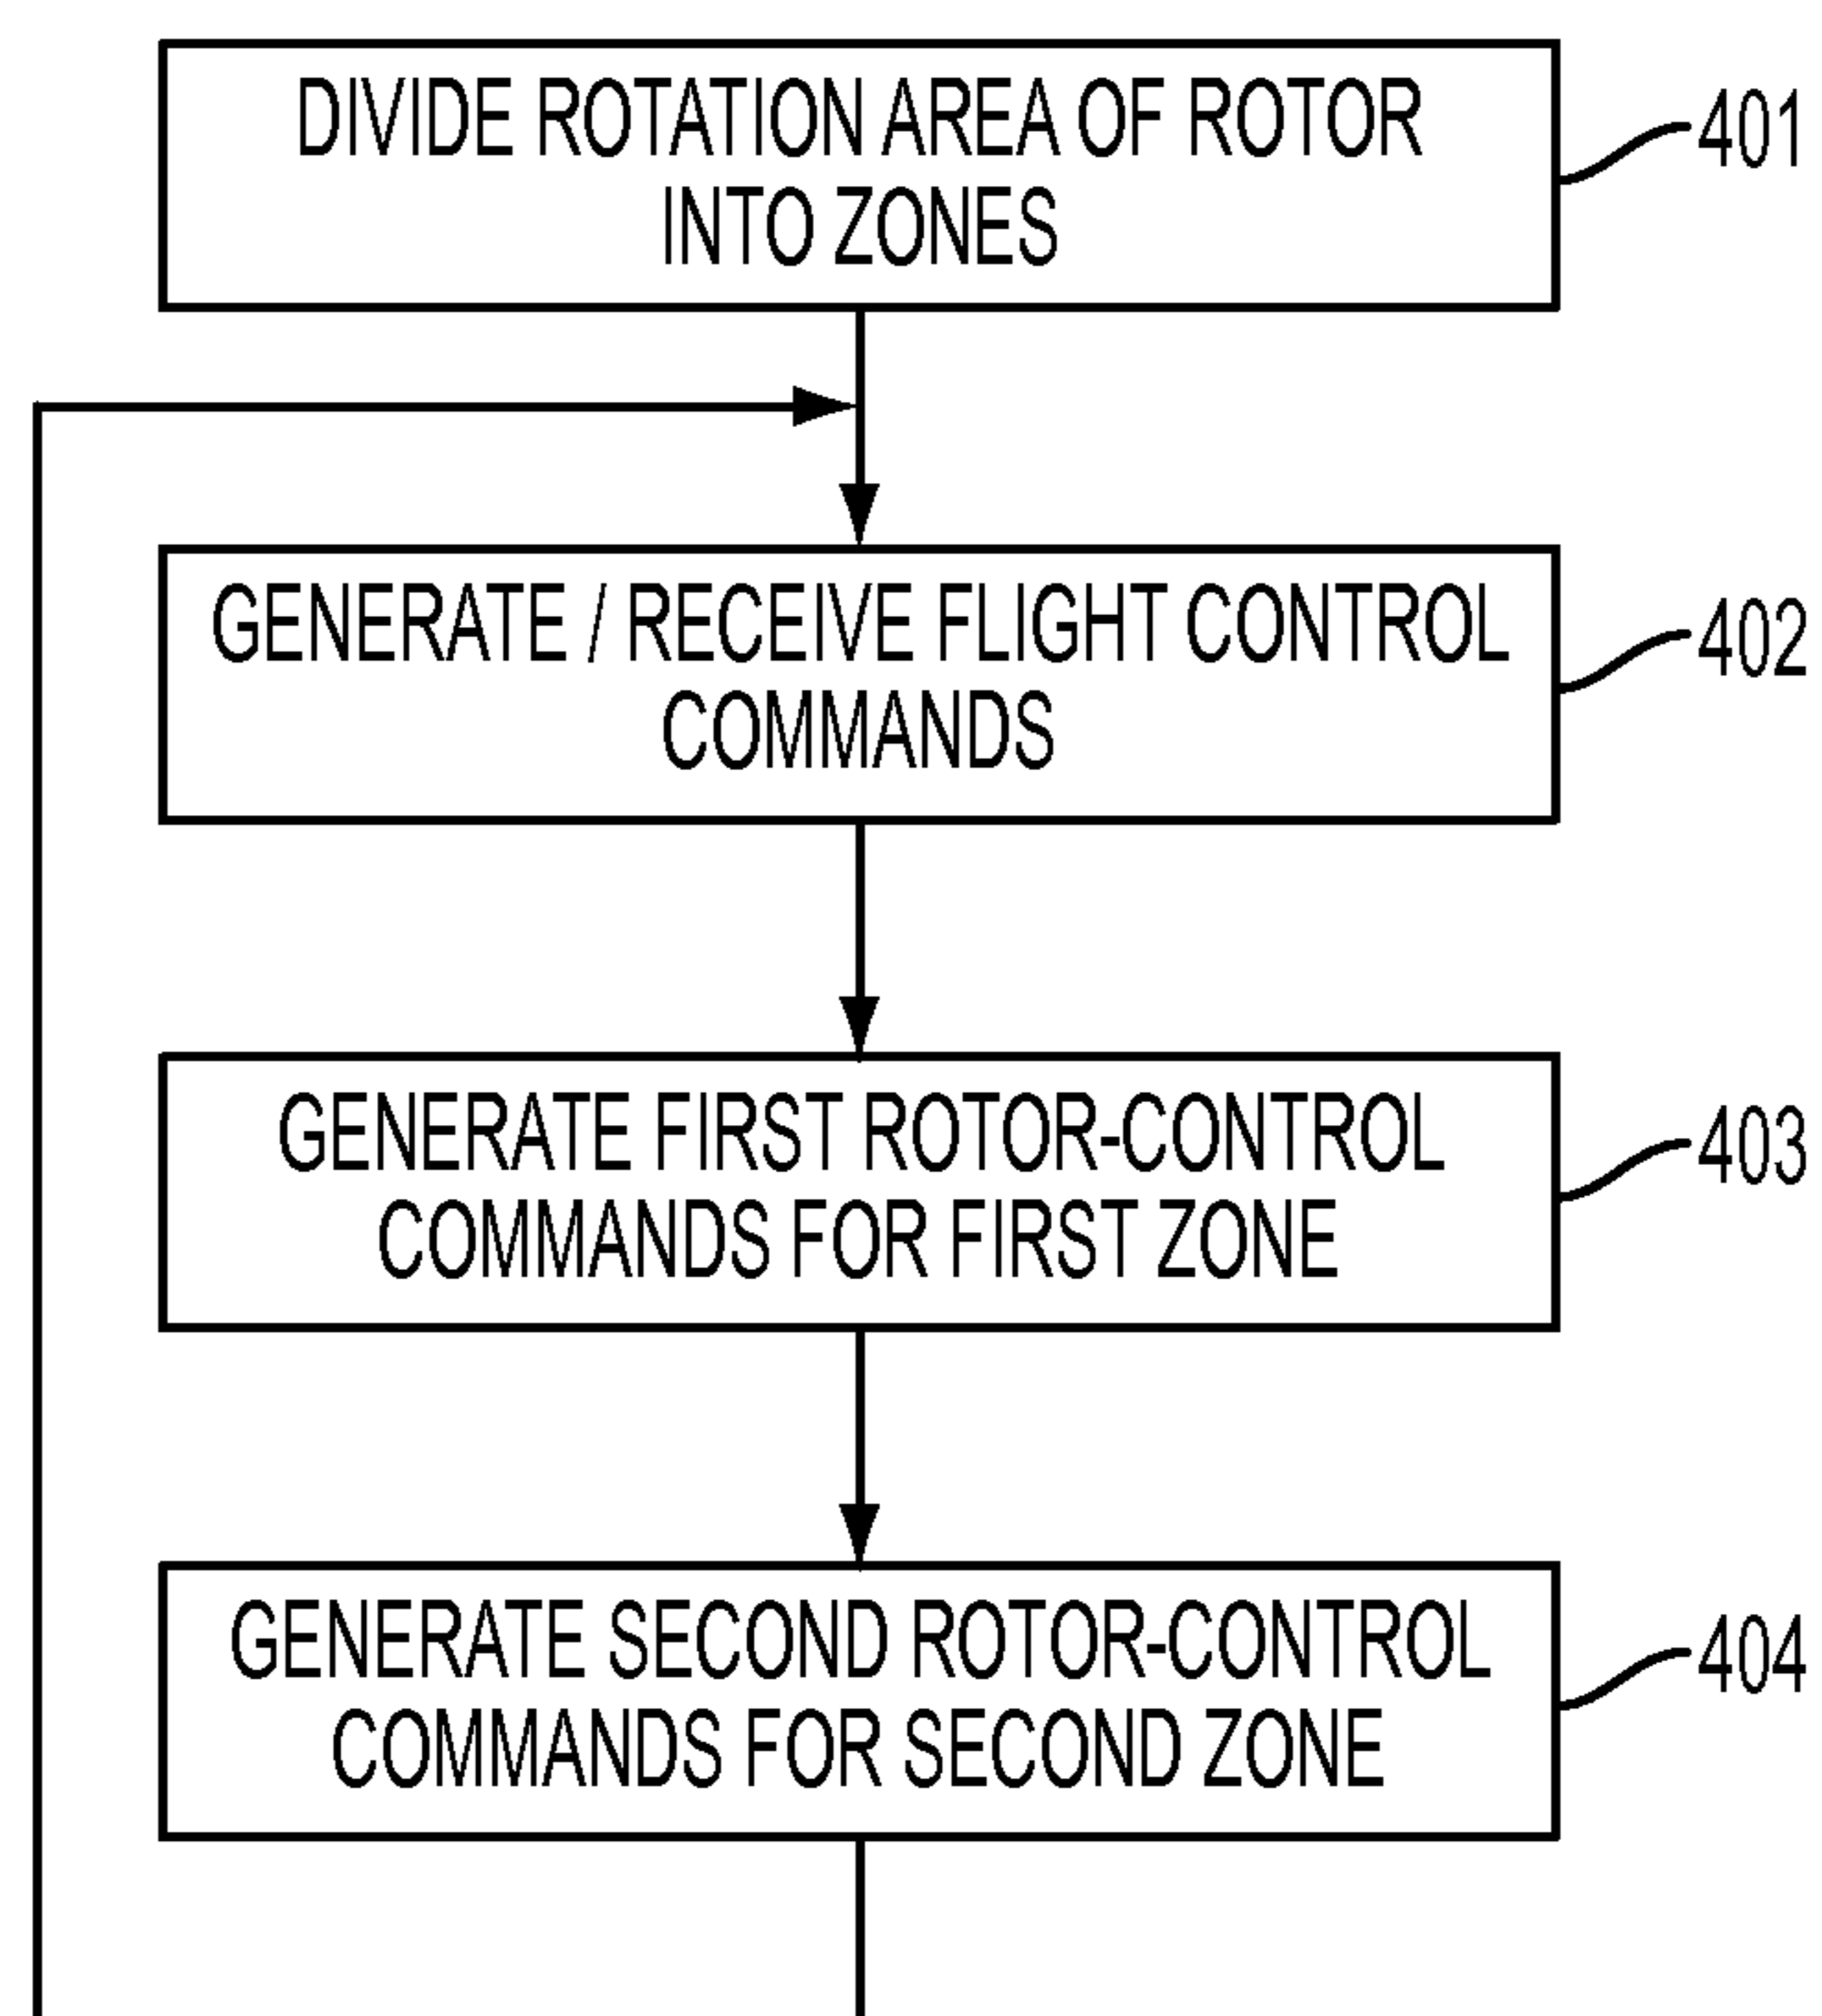 DIVIDE ROTATION AREA OF ROTOR
INTO ZONES
401
GENERATE / RECEIVE FLIGHT CONTROL
COMMANDS
402
GENERATE FIRST ROTOR-CONTROL
COMMANDS FOR FIRST ZONE
403
GENERATE SECOND ROTOR-CONTROL
COMMANDS FOR SECOND ZONE
404